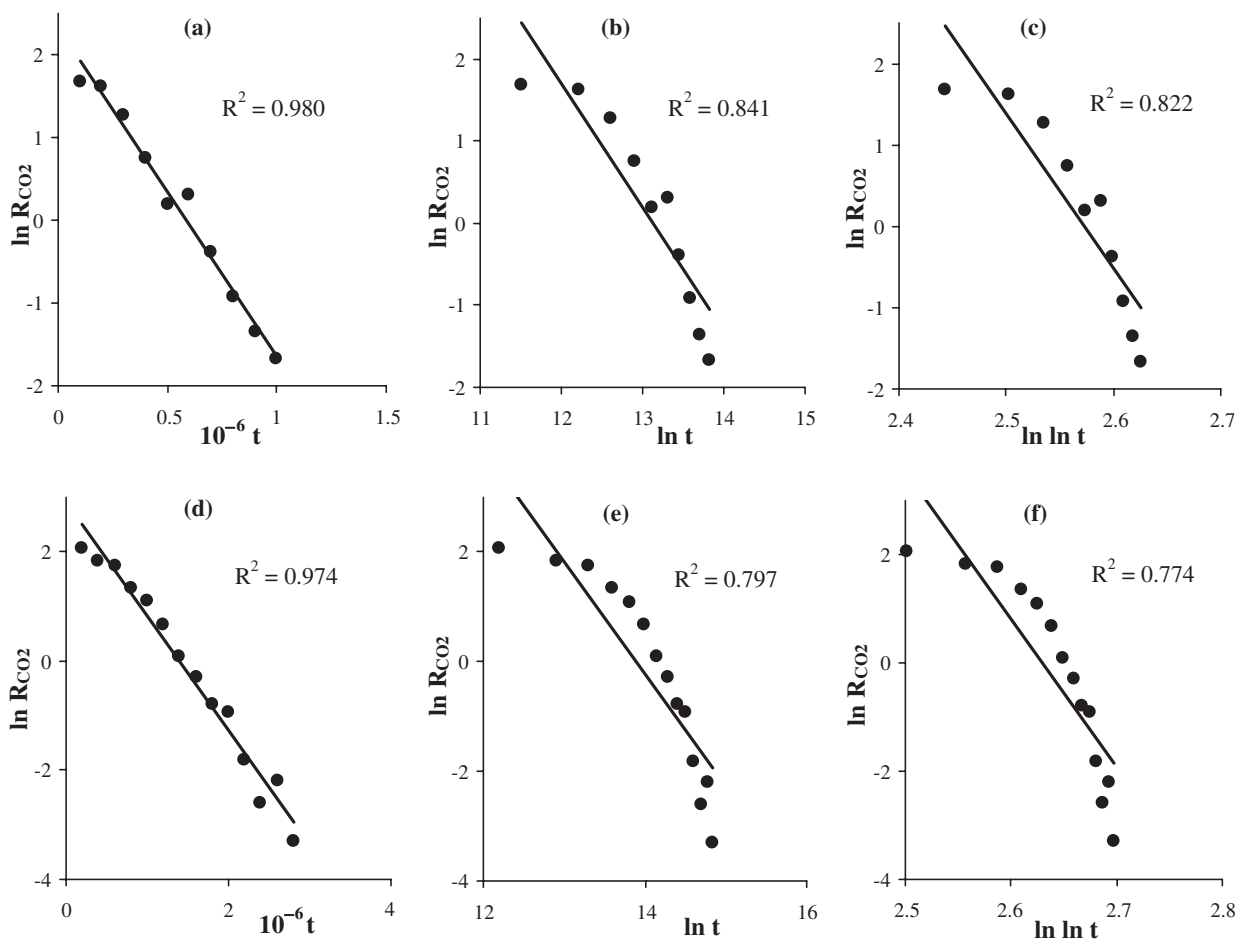 (a)
2
1
0
-1
-2
ln R_CO2
R² = 0.980
0 0.5 1 1.5
10⁻⁶ t
(b)
2
1
0
-1
-2
ln R_CO2
R² = 0.841
11 12 13 14 15
ln t
(c)
2
1
0
-1
-2
ln R_CO2
R² = 0.822
2.4 2.5 2.6 2.7
ln ln t
(d)
2
0
-2
-4
ln R_CO2
R² = 0.974
0 2 4
10⁻⁶ t
(e)
2
0
-2
-4
ln R_CO2
R² = 0.797
12 14 16
ln t
(f)
2
0
-2
-4
ln R_CO2
R² = 0.774
2.5 2.6 2.7 2.8
ln ln t